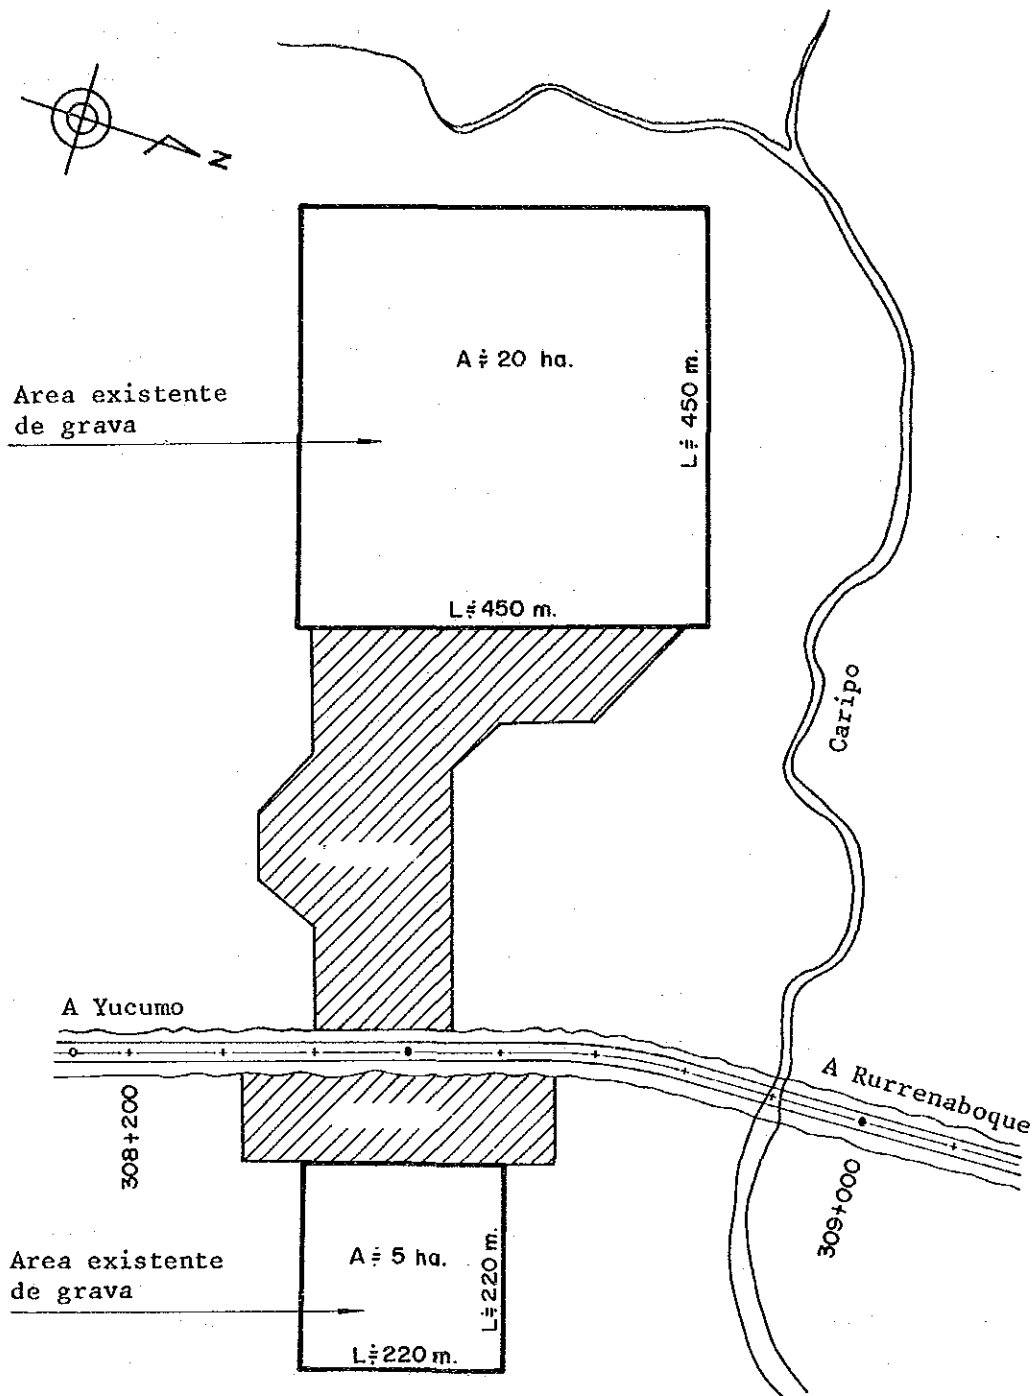 N
A ≑ 20 ha.
Area existente
de grava
L ≑ 450 m.
L ≑ 450 m.
Caripo
A Yucumo
A Rurrenaboque
308+200
309+000
A ≑ 5 ha.
Area existente
de grava
L ≑ 220 m.
L ≑ 220 m.